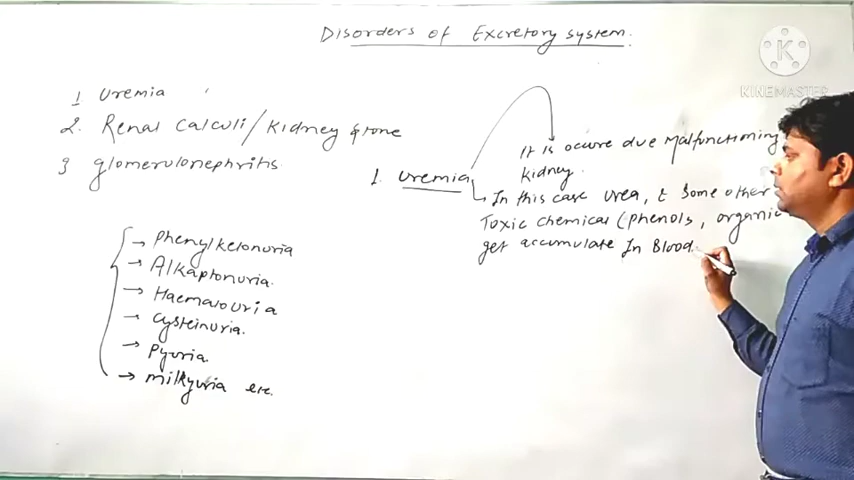 Disorders of Excretory system.
K
KINEMASTER
1 Uremia
2. Renal Calculi/Kidney stone
3 glomerulonephritis
1. Uremia
It is occure due Malfunctioning
Kidney.
In this case urea, & Some other
Toxic chemical (phenols, organic
get accumulate In Blood.
→ Phenylketonuria
→ Alkaptonuria.
→ Haematouria
→ Cysteinuria.
→ Pyuria.
→ milkyuria etc.